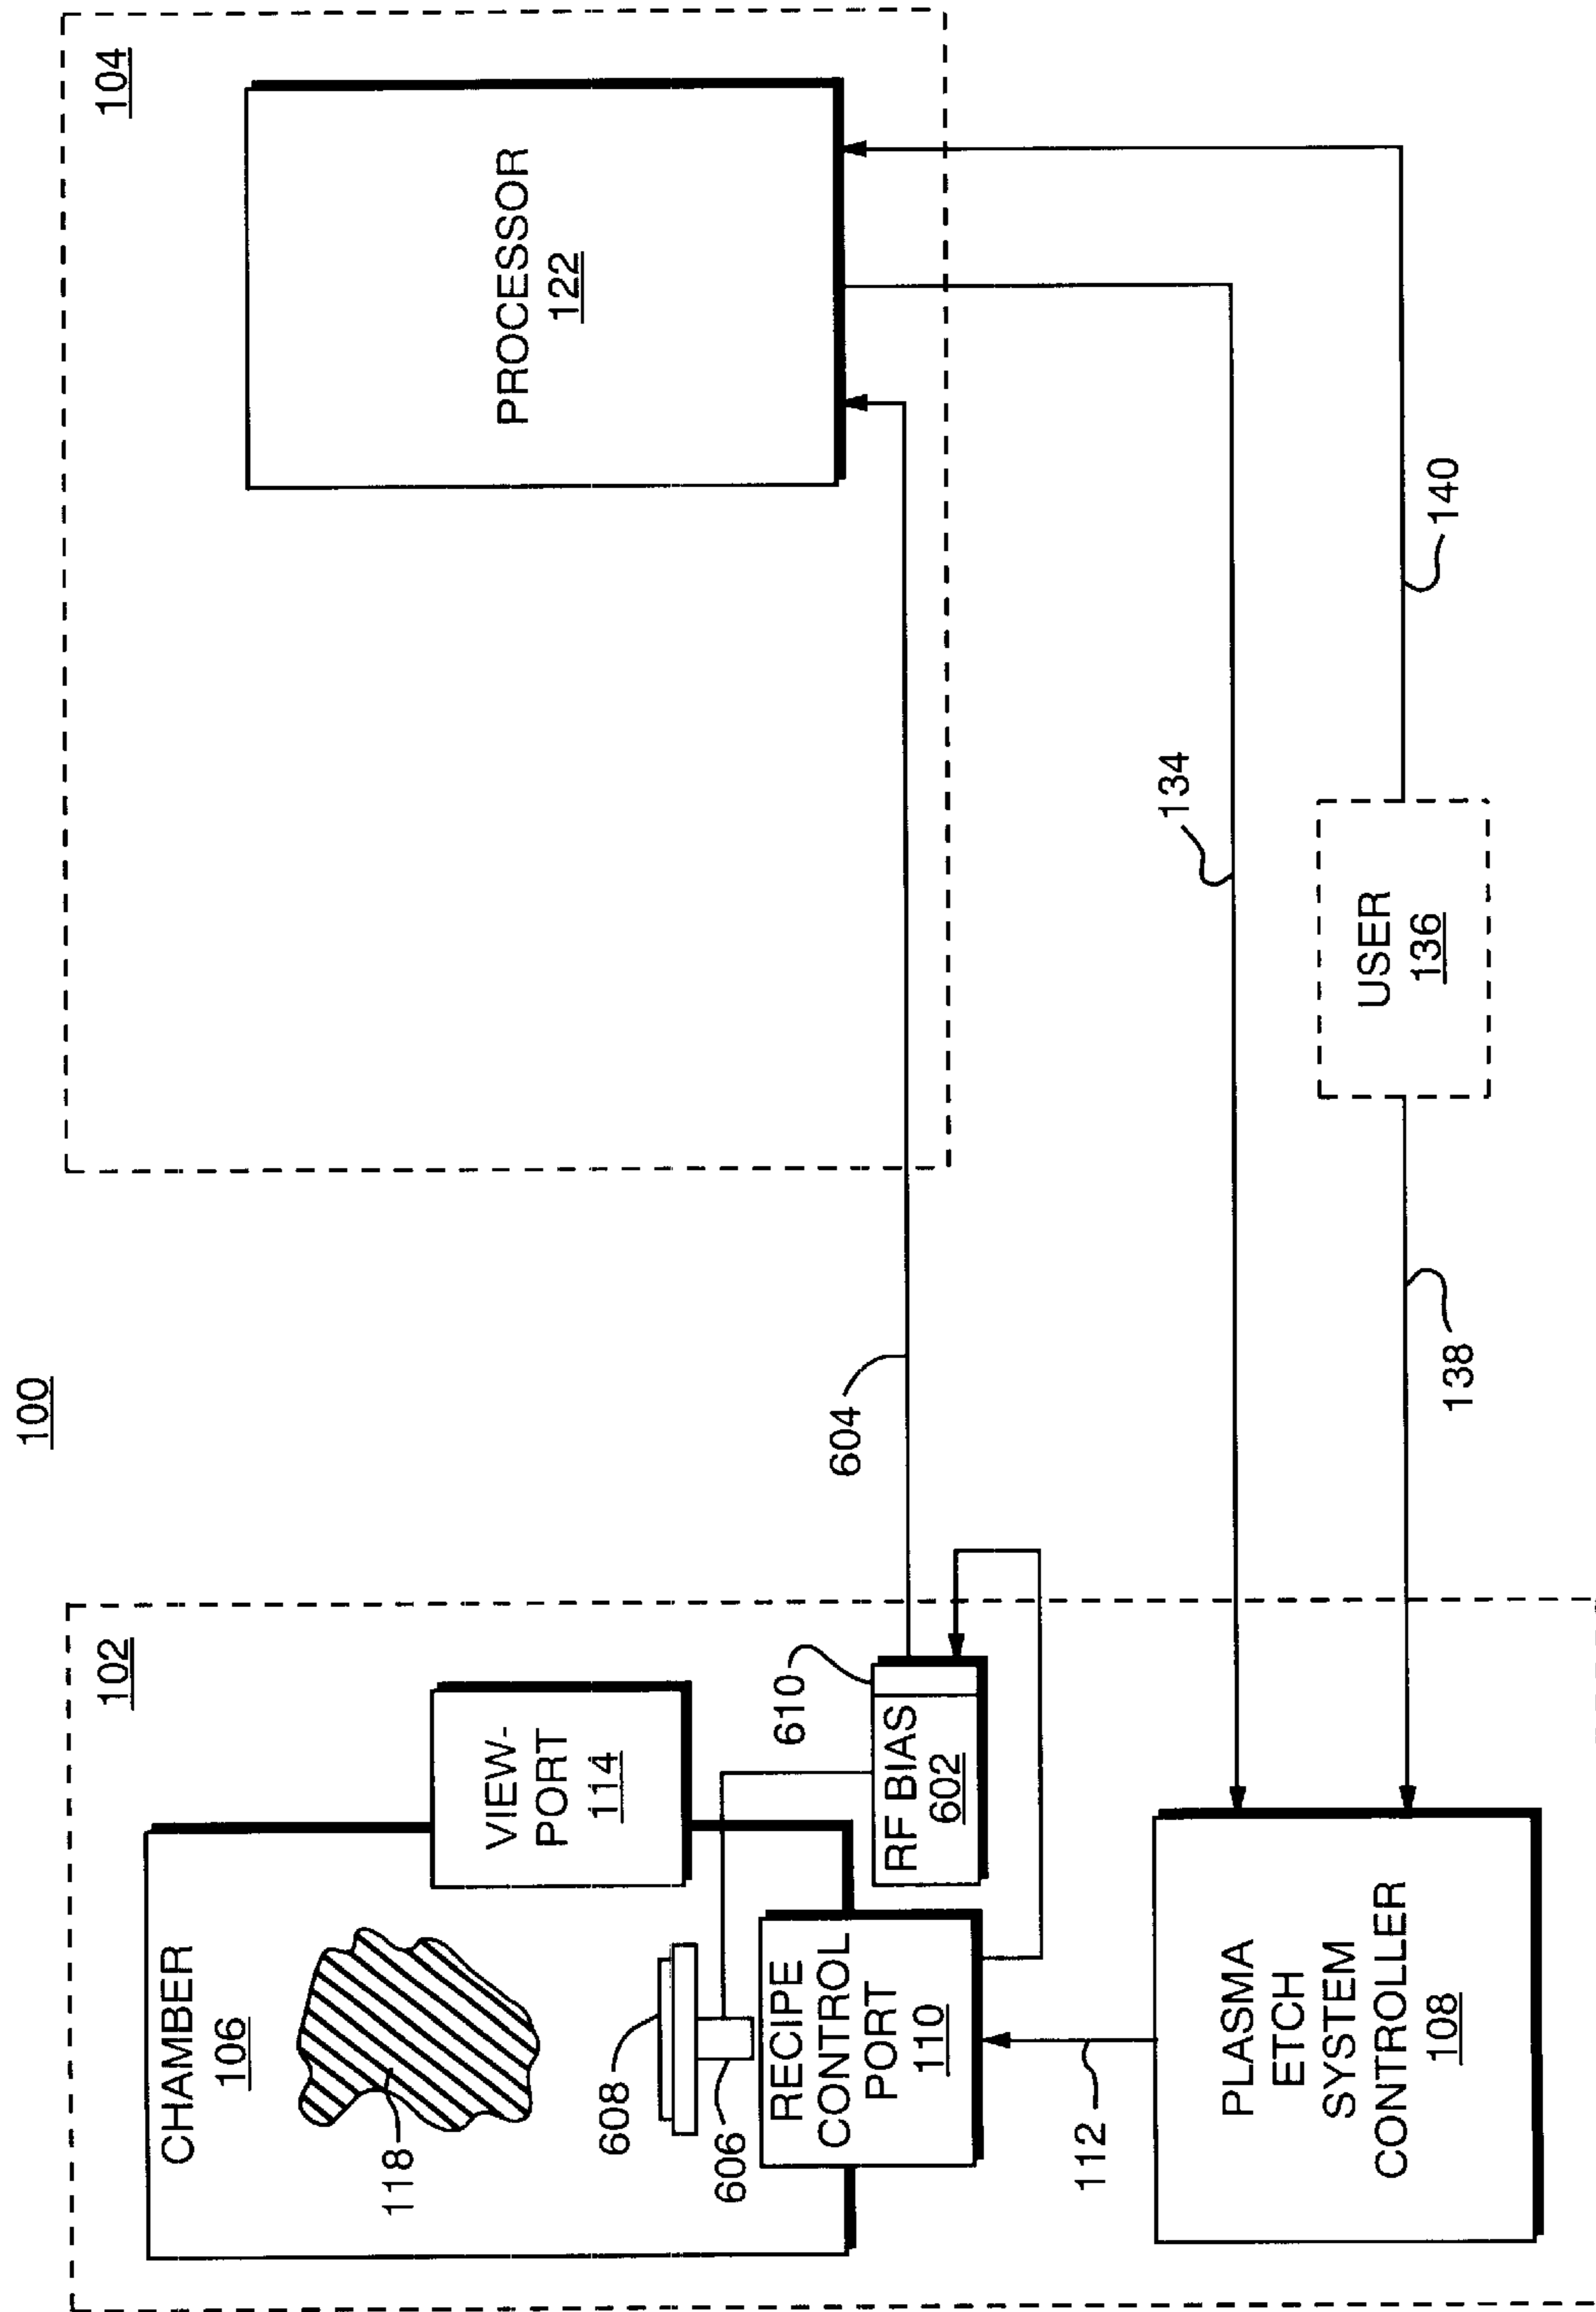 100
102
CHAMBER
106
118
VIEW-
PORT
114
608
606
RECIPE
CONTROL
PORT
110
610
RF BIAS
602
604
112
PLASMA
ETCH
SYSTEM
CONTROLLER
108
104
PROCESSOR
122
134
USER
136
138
140